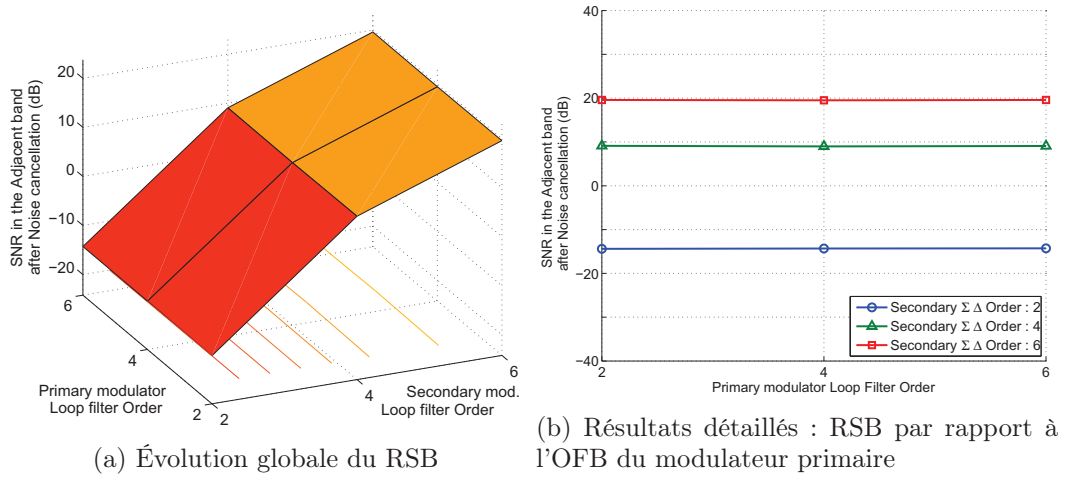 SNR in the Adjacent band
after Noise cancellation (dB)
20
10
0
−10
−20
6
4
2
2
4
6
Primary modulator
Loop filter Order
Secondary mod.
Loop filter Order
(a) Évolution globale du RSB
SNR in the Adjacent band
after Noise cancellation (dB)
40
20
0
−20
−40
2
4
6
Primary modulator Loop Filter Order
Secondary Σ Δ Order : 2
Secondary Σ Δ Order : 4
Secondary Σ Δ Order : 6
(b) Résultats détaillés : RSB par rapport à
l'OFB du modulateur primaire